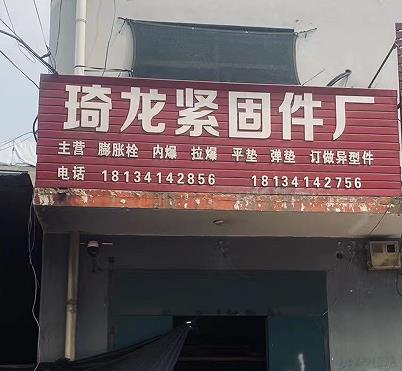 琦龙紧固件厂
主营 膨胀栓 内爆 拉爆 平垫 弹垫 订做异型件
电话 18134142856 18134142756